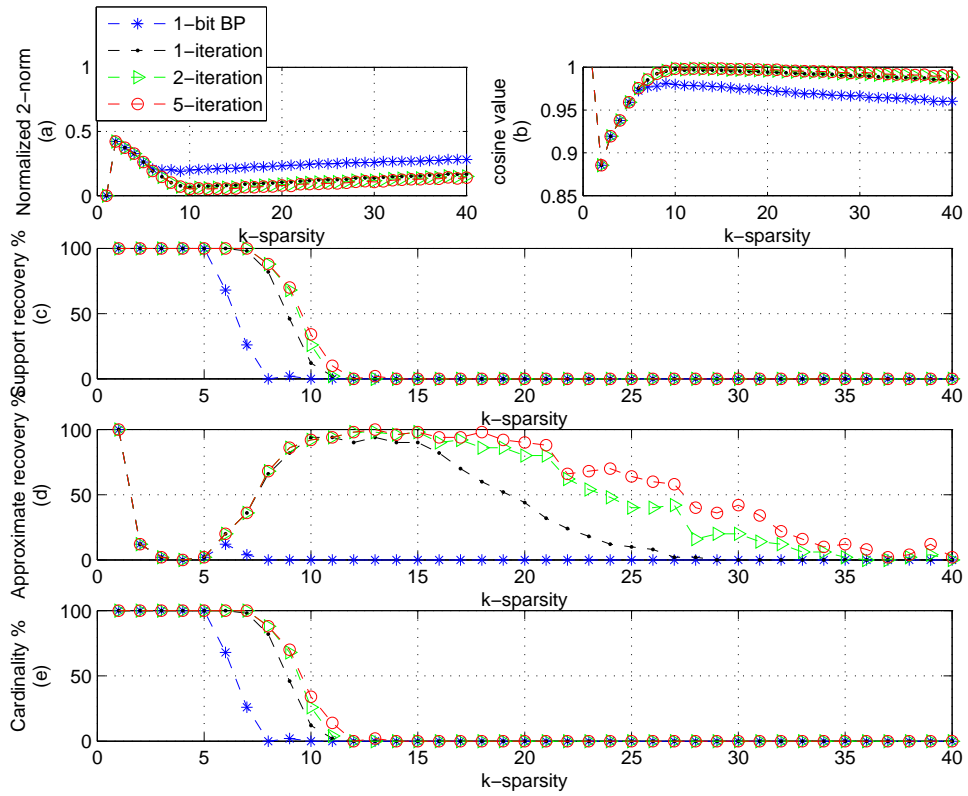 1-bit BP
1-iteration
2-iteration
5-iteration
Normalized 2-norm
(a)
1
0.5
0
0 10 20 30 40
k-sparsity
cosine value
(b)
1
0.95
0.9
0.85
0 10 20 30 40
k-sparsity
Support recovery %
(c)
100
50
0
0 5 10 15 20 25 30 35 40
k-sparsity
Approximate recovery %
(d)
100
50
0
0 5 10 15 20 25 30 35 40
k-sparsity
Cardinality %
(e)
100
50
0
0 5 10 15 20 25 30 35 40
k-sparsity